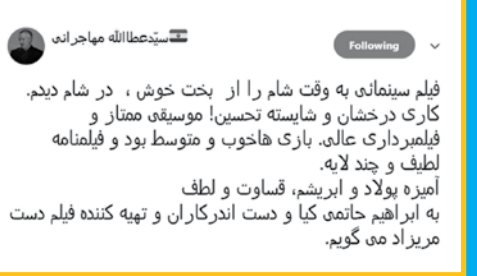 سیّدعطاالله مهاجرانی
Following
فیلم سینمائی به وقت شام را از بخت خوش ، در شام دیدم.
کاری درخشان و شایسته تحسین! موسیقی ممتاز و
فیلمبرداری عالی. بازی هاخوب و متوسط بود و فیلمنامه
لطیف و چند لایه.
آمیزه پولاد و ابریشم، قساوت و لطف
به ابراهیم حاتمی کیا و دست اندرکاران و تهیه کننده فیلم دست
مریزاد می گویم.